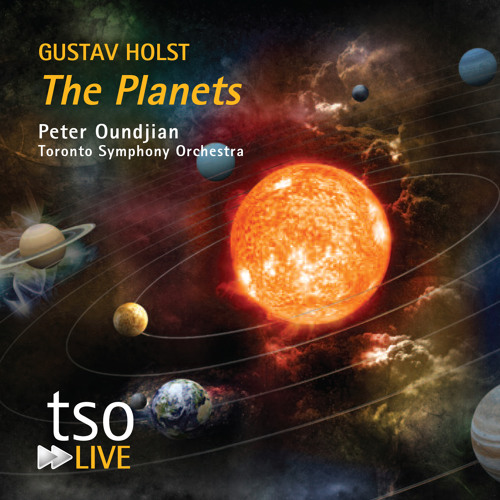 GUSTAV HOLST
The Planets
Peter Oundjian
Toronto Symphony Orchestra
tso
LIVE